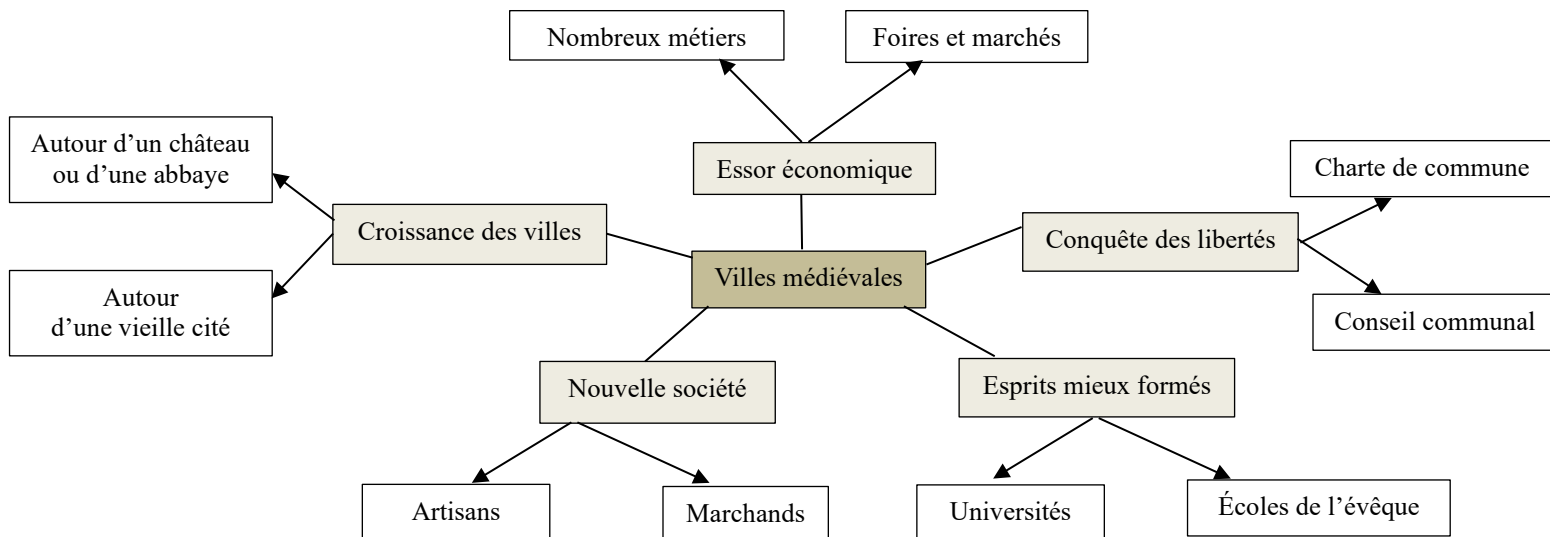 Nombreux métiers
Foires et marchés
Autour d’un château
ou d’une abbaye
Essor économique
Charte de commune
Croissance des villes
Conquête des libertés
Villes médiévales
Autour
d’une vieille cité
Conseil communal
Nouvelle société
Esprits mieux formés
Artisans
Marchands
Universités
Écoles de l’évêque